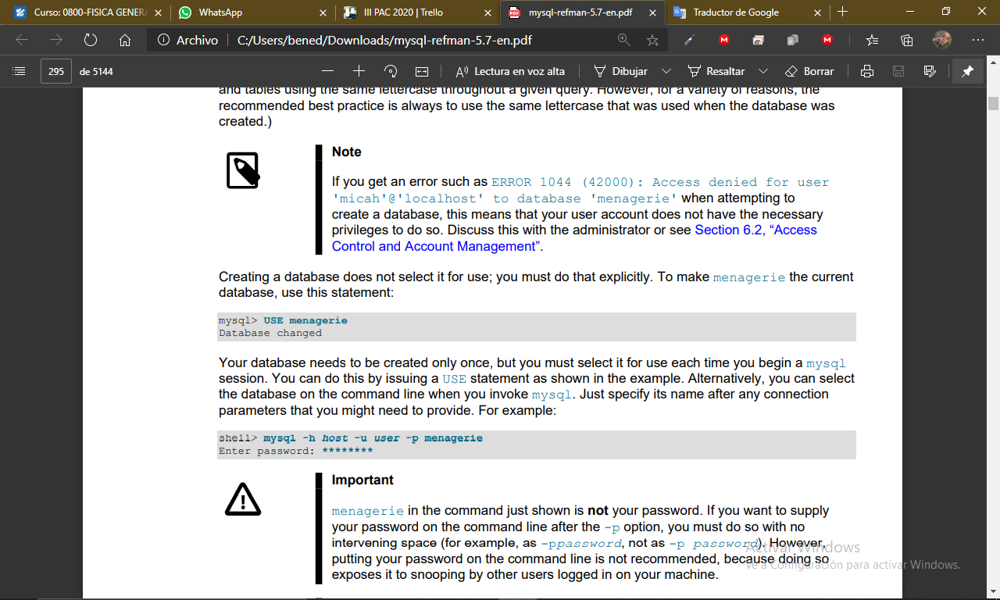 Curso: 0800-FISICA GENERA
WhatsApp
III PAC 2020 | Trello
mysql-refman-5.7-en.pdf
Traductor de Google
Archivo
C:/Users/bened/Downloads/mysql-refman-5.7-en.pdf
295
de 5144
Lectura en voz alta
Dibujar
Resaltar
Borrar
and tables using the same lettercase throughout a given query. However, for a variety of reasons, the
recommended best practice is always to use the same lettercase that was used when the database was
created.)
Note
If you get an error such as ERROR 1044 (42000): Access denied for user
'micah'@'localhost' to database 'menagerie' when attempting to
create a database, this means that your user account does not have the necessary
privileges to do so. Discuss this with the administrator or see Section 6.2, “Access
Control and Account Management”.
Creating a database does not select it for use; you must do that explicitly. To make menagerie the current
database, use this statement:
mysql> USE menagerie
Database changed
Your database needs to be created only once, but you must select it for use each time you begin a mysql
session. You can do this by issuing a USE statement as shown in the example. Alternatively, you can select
the database on the command line when you invoke mysql. Just specify its name after any connection
parameters that you might need to provide. For example:
shell> mysql -h host -u user -p menagerie
Enter password: ********
Important
menagerie in the command just shown is not your password. If you want to supply
your password on the command line after the -p option, you must do so with no
intervening space (for example, as -ppassword, not as -p password). However,
putting your password on the command line is not recommended, because doing so
exposes it to snooping by other users logged in on your machine.
Activar Windows
Ve a Configuración para activar Windows.